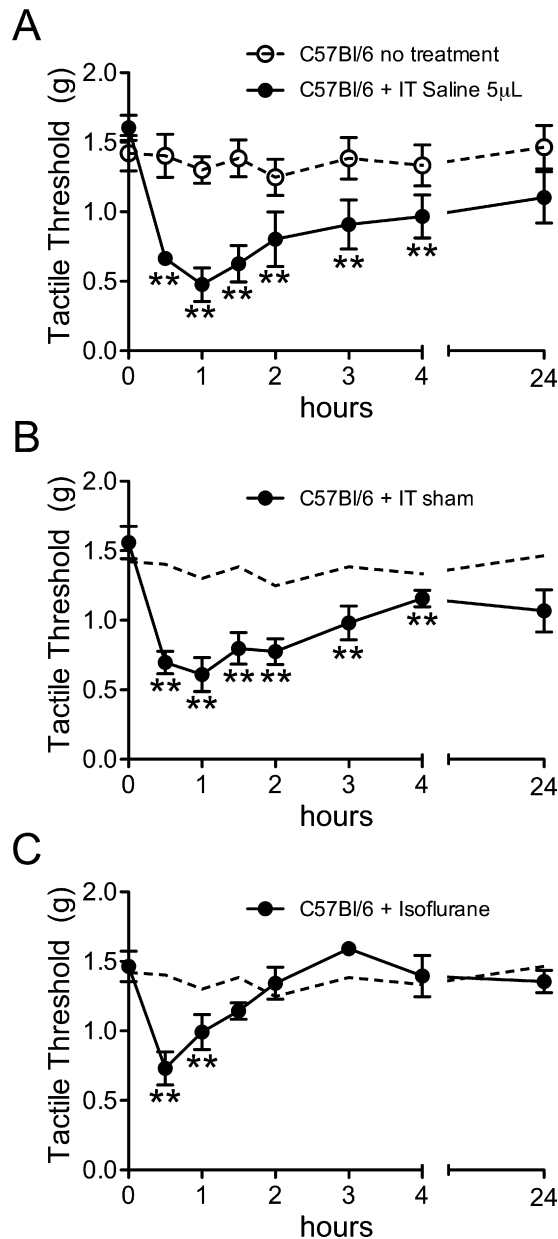 A
C57Bl/6 no treatment
C57Bl/6 + IT Saline 5μL
Tactile Threshold (g)
2.0
1.5
1.0
0.5
0.0
** ** ** ** ** **
0 1 2 3 4 24
hours
B
C57Bl/6 + IT sham
Tactile Threshold (g)
2.0
1.5
1.0
0.5
0.0
** ** ** ** ** **
0 1 2 3 4 24
hours
C
C57Bl/6 + Isoflurane
Tactile Threshold (g)
2.0
1.5
1.0
0.5
0.0
** **
0 1 2 3 4 24
hours